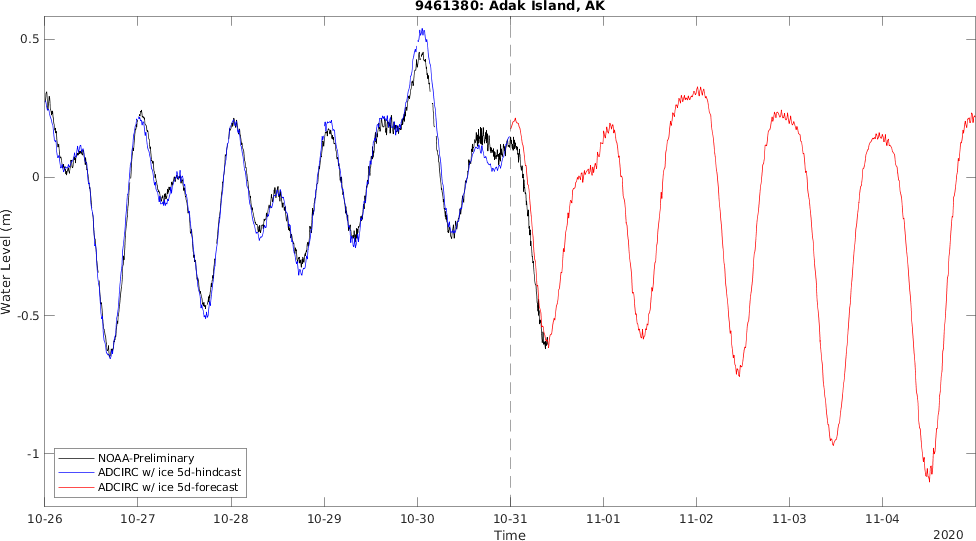 9461380: Adak Island, AK
Water Level (m)
0.5
0
-0.5
-1
NOAA-Preliminary
ADCIRC w/ ice 5d-hindcast
ADCIRC w/ ice 5d-forecast
10-26 10-27 10-28 10-29 10-30 10-31 11-01 11-02 11-03 11-04
Time
2020